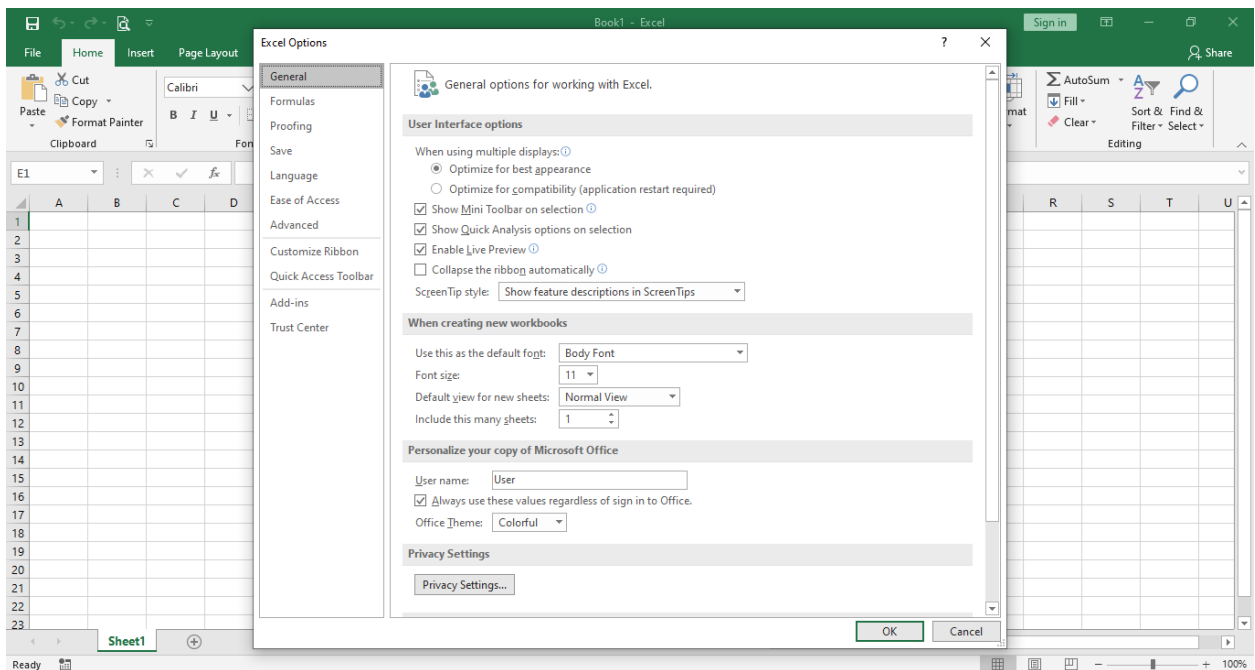 Book1 - Excel
Sign in
File Home Insert Page Layout
Share
Paste
Cut
Copy
Format Painter
Clipboard
Calibri
B I U
Fon
mat
AutoSum
Fill
Clear
Sort & Filter
Find & Select
Editing
E1
fx
A B C D R S T U
1
2
3
4
5
6
7
8
9
10
11
12
13
14
15
16
17
18
19
20
21
22
23
Sheet1
Ready
100%
Excel Options
?
General
Formulas
Proofing
Save
Language
Ease of Access
Advanced
Customize Ribbon
Quick Access Toolbar
Add-ins
Trust Center
General options for working with Excel.
User Interface options
When using multiple displays:
Optimize for best appearance
Optimize for compatibility (application restart required)
Show Mini Toolbar on selection
Show Quick Analysis options on selection
Enable Live Preview
Collapse the ribbon automatically
ScreenTip style: Show feature descriptions in ScreenTips
When creating new workbooks
Use this as the default font: Body Font
Font size: 11
Default view for new sheets: Normal View
Include this many sheets: 1
Personalize your copy of Microsoft Office
User name: User
Always use these values regardless of sign in to Office.
Office Theme: Colorful
Privacy Settings
Privacy Settings...
OK Cancel